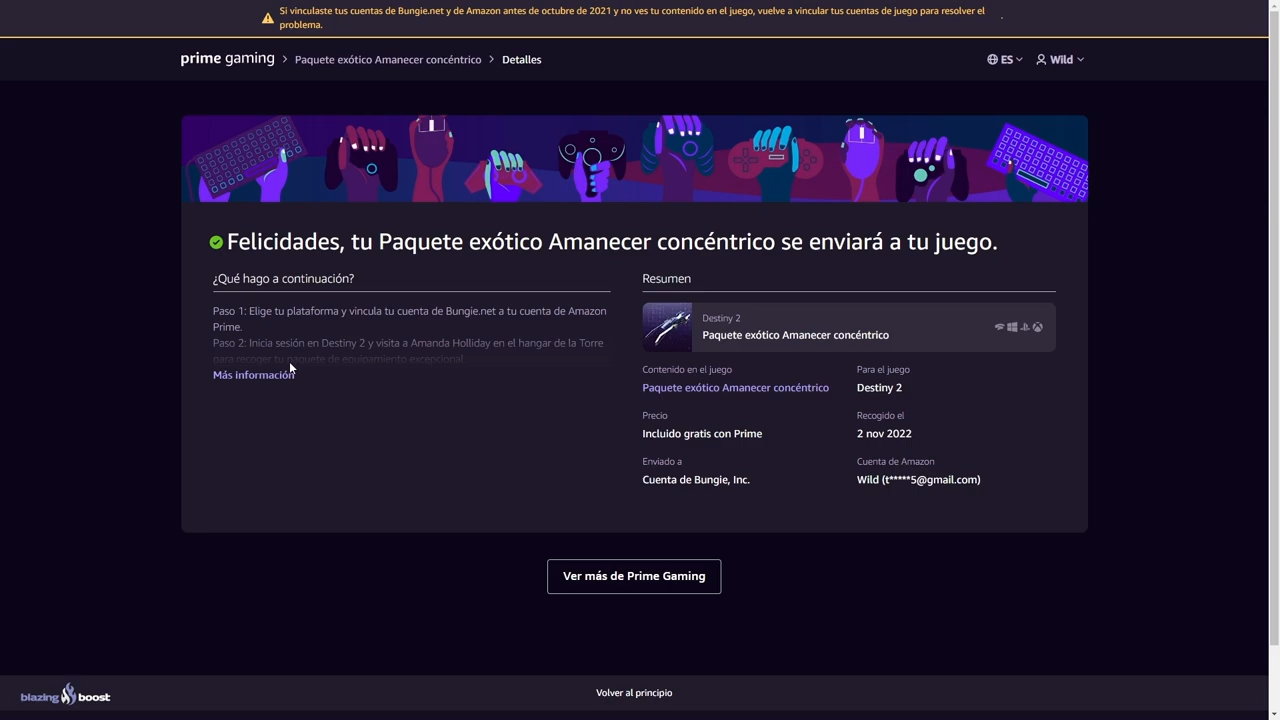 Si vinculaste tus cuentas de Bungie.net y de Amazon antes de octubre de 2021 y no ves tu contenido en el juego, vuelve a vincular tus cuentas de juego para resolver el
problema.
prime gaming > Paquete exótico Amanecer concéntrico > Detalles
ES
Wild
Felicidades, tu Paquete exótico Amanecer concéntrico se enviará a tu juego.
¿Qué hago a continuación?
Paso 1: Elige tu plataforma y vincula tu cuenta de Bungie.net a tu cuenta de Amazon
Prime.
Paso 2: Inicia sesión en Destiny 2 y visita a Amanda Holliday en el hangar de la Torre
para recoger tu paquete de equipamiento excepcional.
Más información
Resumen
Destiny 2
Paquete exótico Amanecer concéntrico
Contenido en el juego
Paquete exótico Amanecer concéntrico
Para el juego
Destiny 2
Precio
Incluido gratis con Prime
Recogido el
2 nov 2022
Enviado a
Cuenta de Bungie, Inc.
Cuenta de Amazon
Wild (t*****5@gmail.com)
Ver más de Prime Gaming
blazing boost
Volver al principio